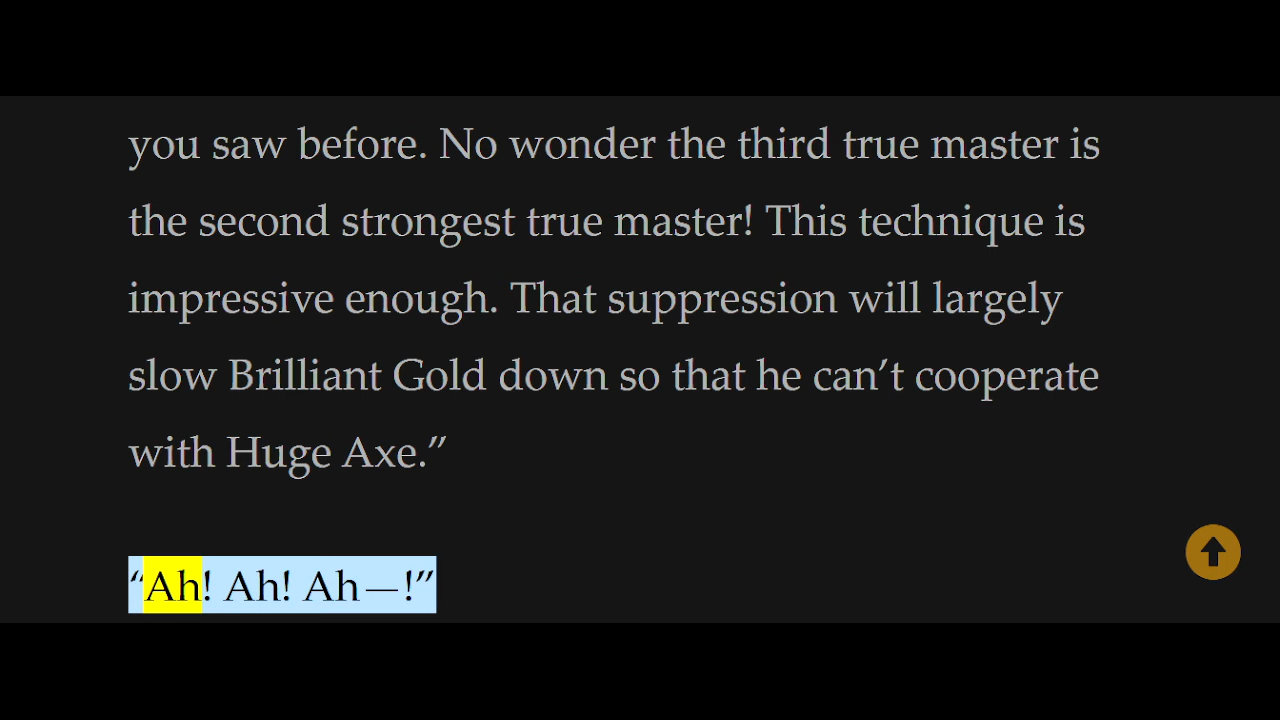 you saw before. No wonder the third true master is
the second strongest true master! This technique is
impressive enough. That suppression will largely
slow Brilliant Gold down so that he can’t cooperate
with Huge Axe.”
“Ah! Ah! Ah—!”